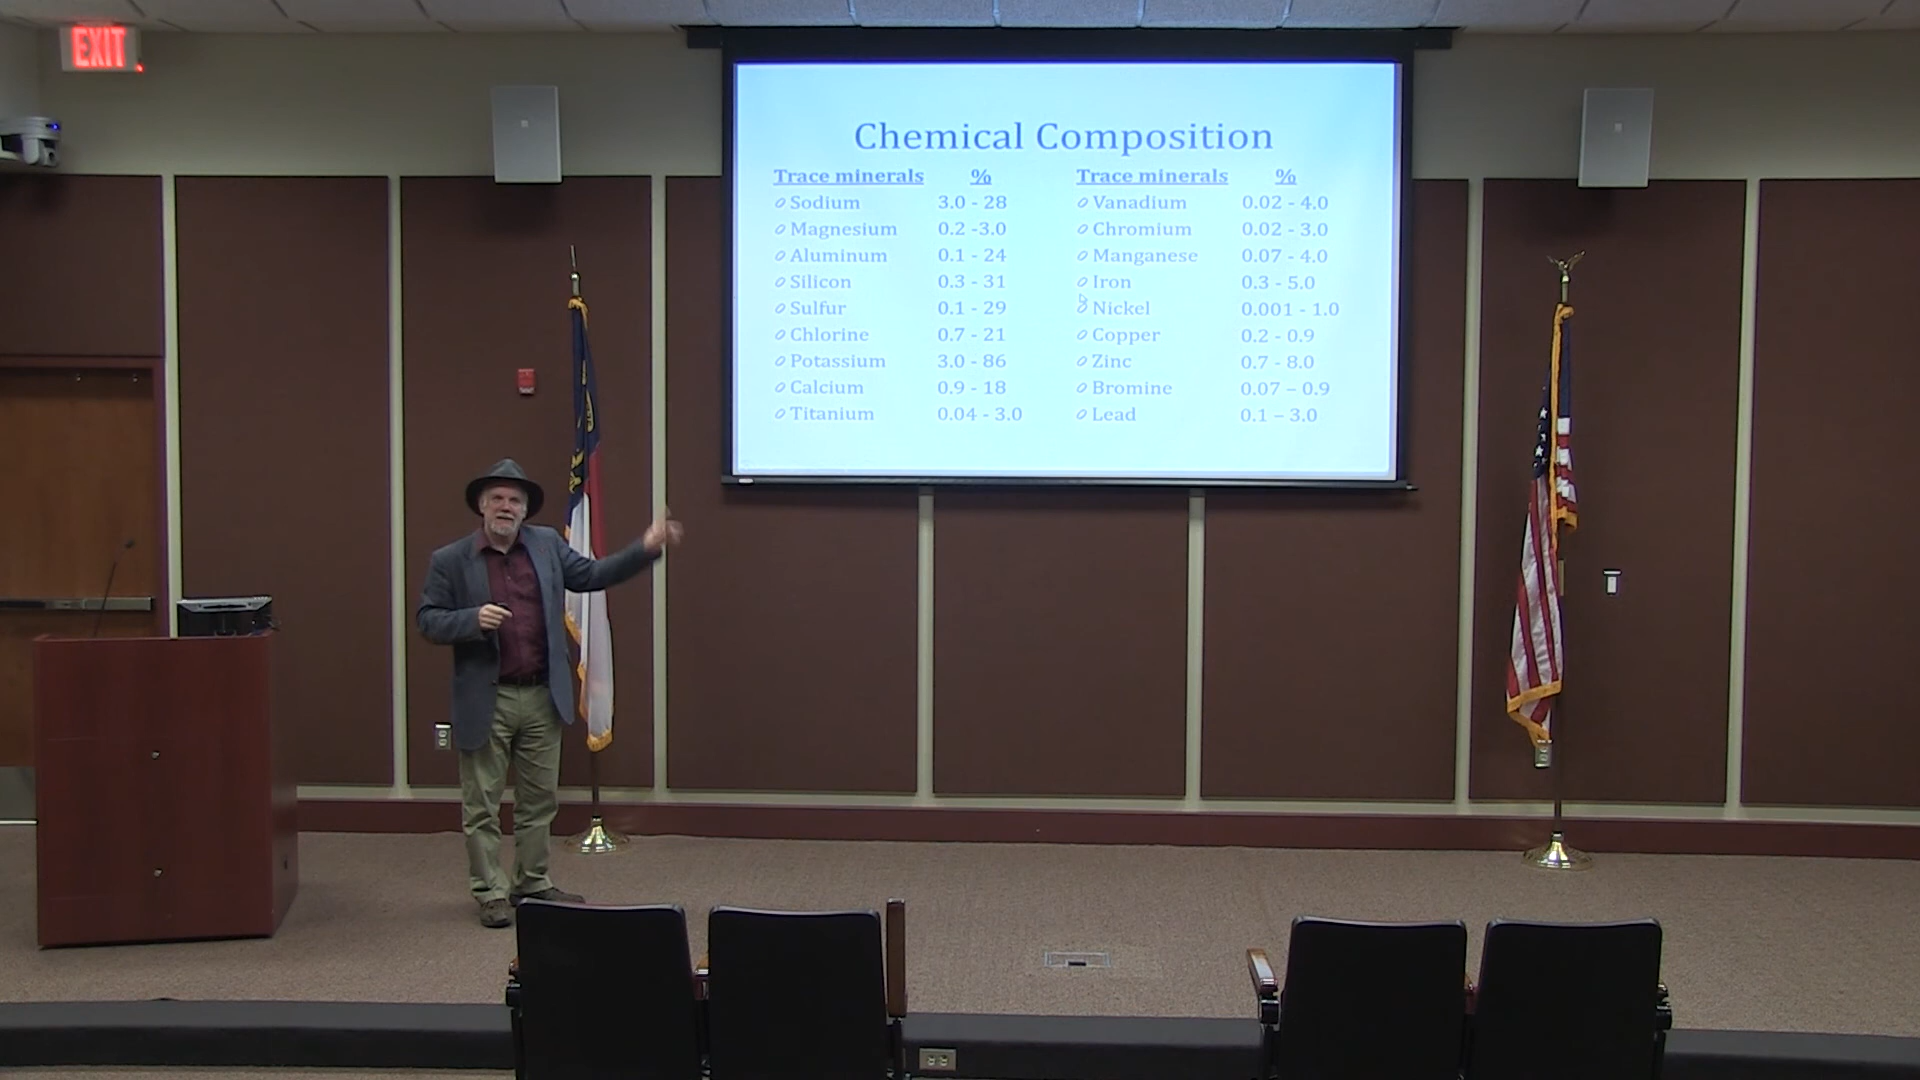 EXIT
Chemical Composition
Trace minerals %
Sodium 3.0 - 28
Magnesium 0.2 -3.0
Aluminum 0.1 - 24
Silicon 0.3 - 31
Sulfur 0.1 - 29
Chlorine 0.7 - 21
Potassium 3.0 - 86
Calcium 0.9 - 18
Titanium 0.04 - 3.0
Trace minerals %
Vanadium 0.02 - 4.0
Chromium 0.02 - 3.0
Manganese 0.07 - 4.0
Iron 0.3 - 5.0
Nickel 0.001 - 1.0
Copper 0.2 - 0.9
Zinc 0.7 - 8.0
Bromine 0.07 – 0.9
Lead 0.1 – 3.0